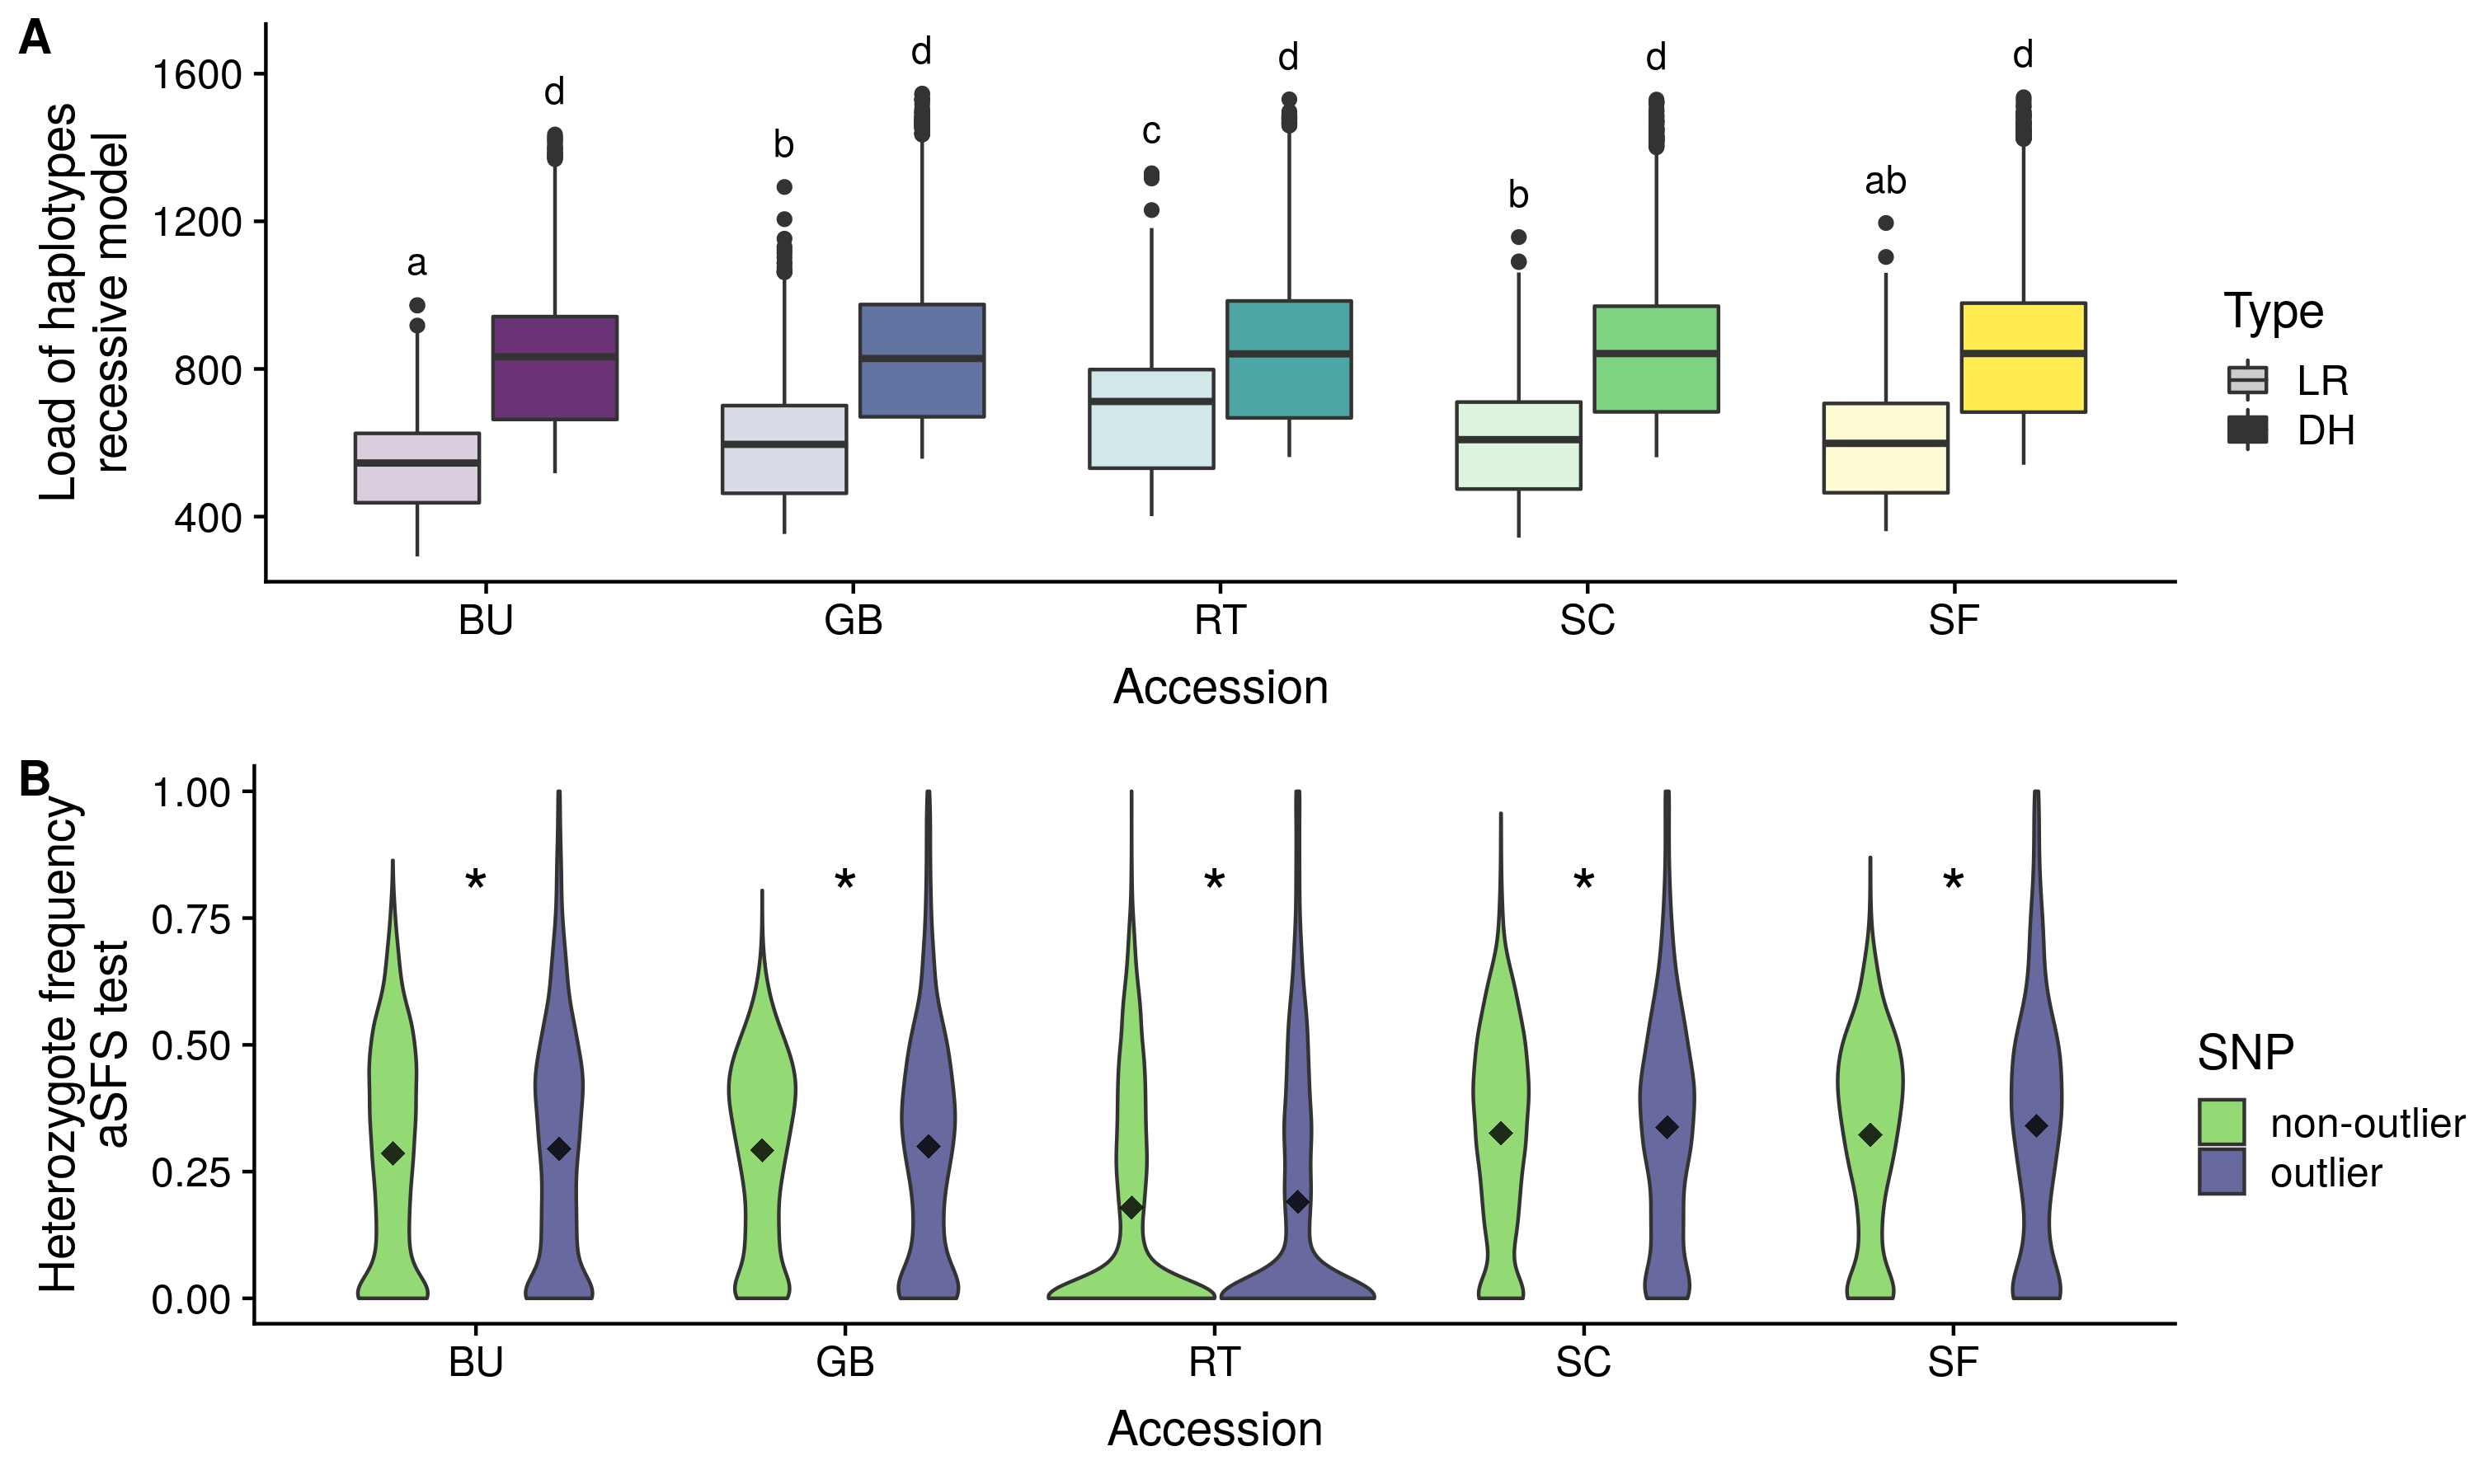 A
Load of haplotypes
recessive model
1600
1200
800
400
a
d
b
d
c
d
b
d
ab
d
BU
GB
RT
SC
SF
Accession
Type
LR
DH
B
Heterozygote frequency
aSFS test
1.00
0.75
0.50
0.25
0.00
*
*
*
*
*
BU
GB
RT
SC
SF
Accession
SNP
non-outlier
outlier